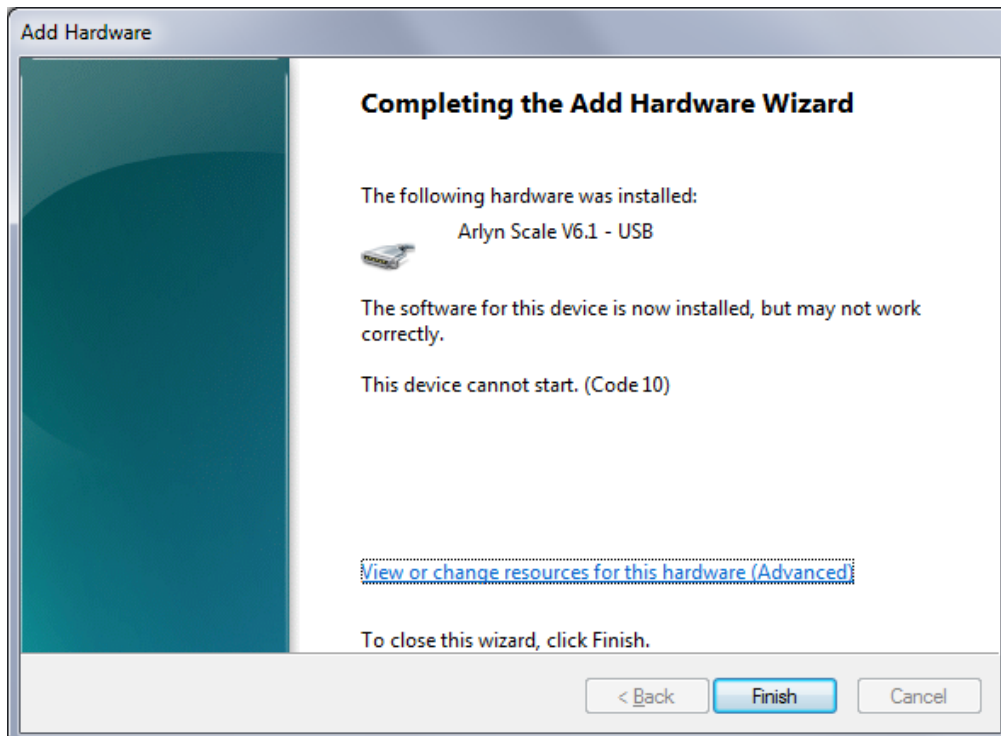 Add Hardware
Completing the Add Hardware Wizard
The following hardware was installed:
Arlyn Scale V6.1 - USB
The software for this device is now installed, but may not work
correctly.
This device cannot start. (Code 10)
View or change resources for this hardware (Advanced)
To close this wizard, click Finish.
< Back
Finish
Cancel